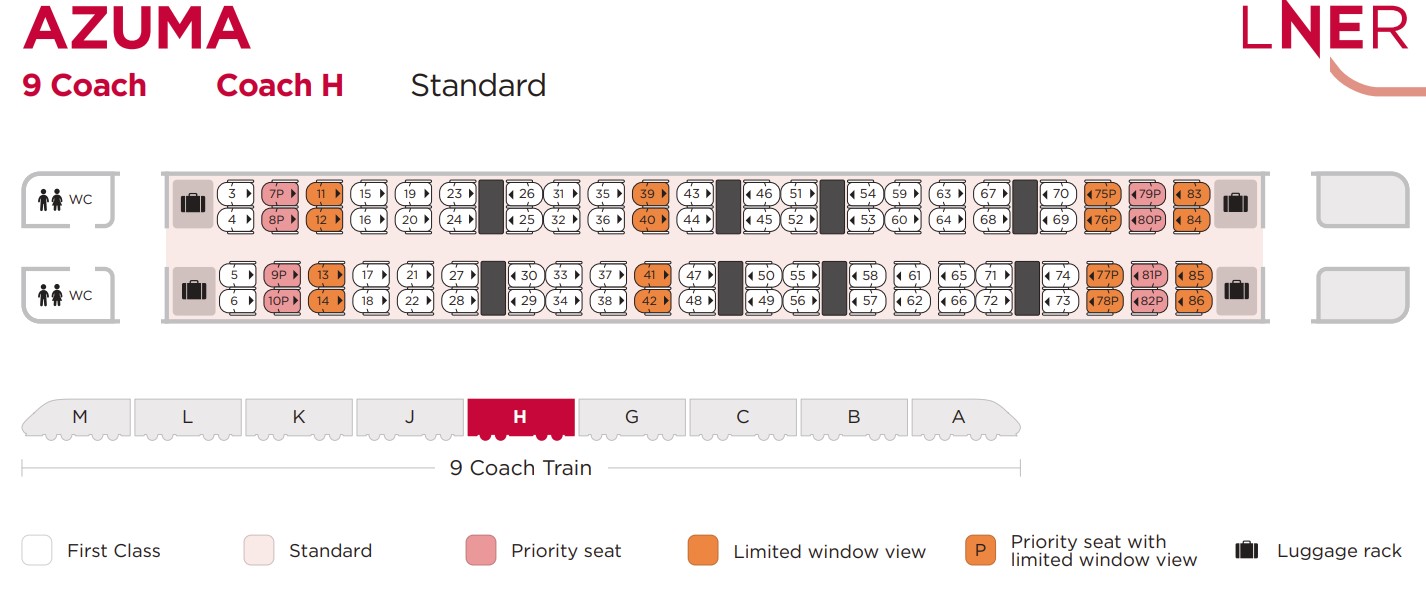 AZUMA
LNER
9 Coach Coach H Standard
WC
3 7P 11 15 19 23 26 31 35 39 43 46 51 54 59 63 67 70 75P 79P 83
4 8P 12 16 20 24 25 32 36 40 44 45 52 53 60 64 68 69 76P 80P 84
WC
5 9P 13 17 21 27 30 33 37 41 47 50 55 58 61 65 71 74 77P 81P 85
6 10P 14 18 22 28 29 34 38 42 48 49 56 57 62 66 72 73 78P 82P 86
M L K J H G C B A
9 Coach Train
First Class
Standard
Priority seat
Limited window view
P
Priority seat with
limited window view
Luggage rack